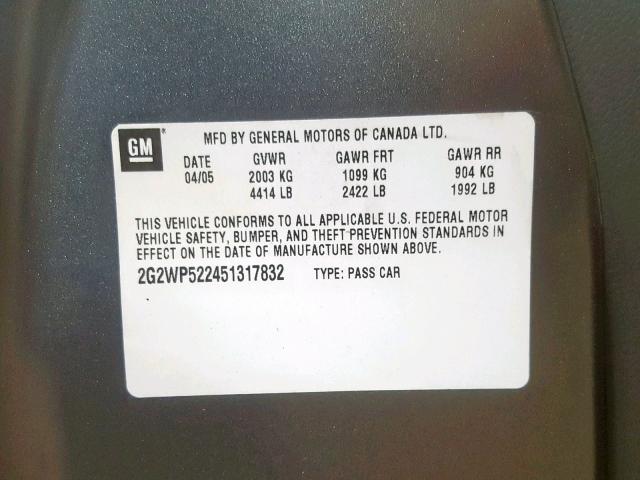 GM® MFD BY GENERAL MOTORS OF CANADA LTD.
DATE GVWR GAWR FRT GAWR RR
04/05 2003 KG 1099 KG 904 KG
4414 LB 2422 LB 1992 LB
THIS VEHICLE CONFORMS TO ALL APPLICABLE U.S. FEDERAL MOTOR
VEHICLE SAFETY, BUMPER, AND THEFT PREVENTION STANDARDS IN
EFFECT ON THE DATE OF MANUFACTURE SHOWN ABOVE.
2G2WP522451317832 TYPE: PASS CAR